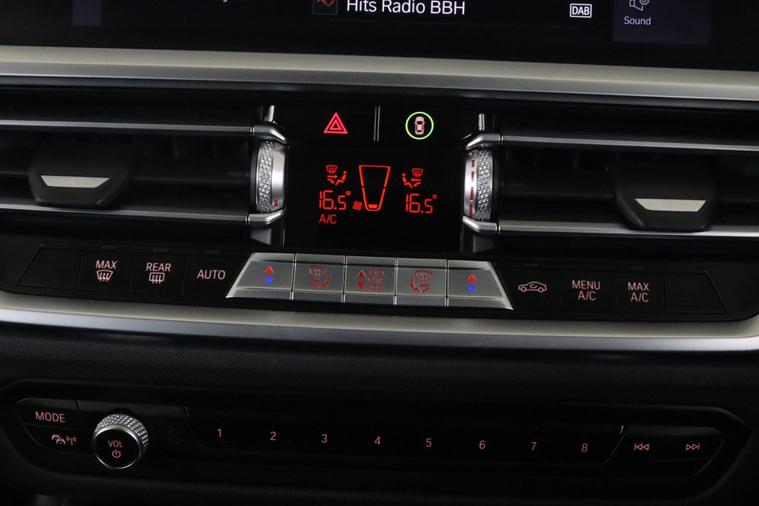 Hits Radio BBH
DAB
Sound
16.5°
A/C
16.5°
MAX
REAR
AUTO
MENU
A/C
MAX
A/C
MODE
VOL
1 2 3 4 5 6 7 8